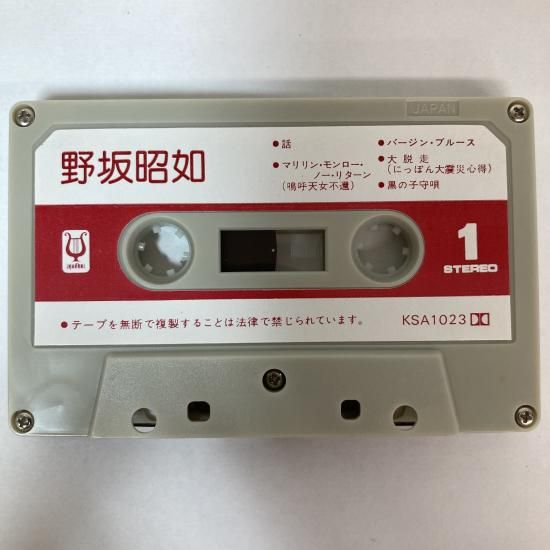 JAPAN
野坂昭如
●話
●マリリン・モンロー・
ノー・リターン
(嗚呼天女不還)
●バージン・ブルース
●大脱走
(にっぽん大震災心得)
●黒の子守唄
1
STEREO
●テープを無断で複製することは法律で禁じられています。
KSA1023